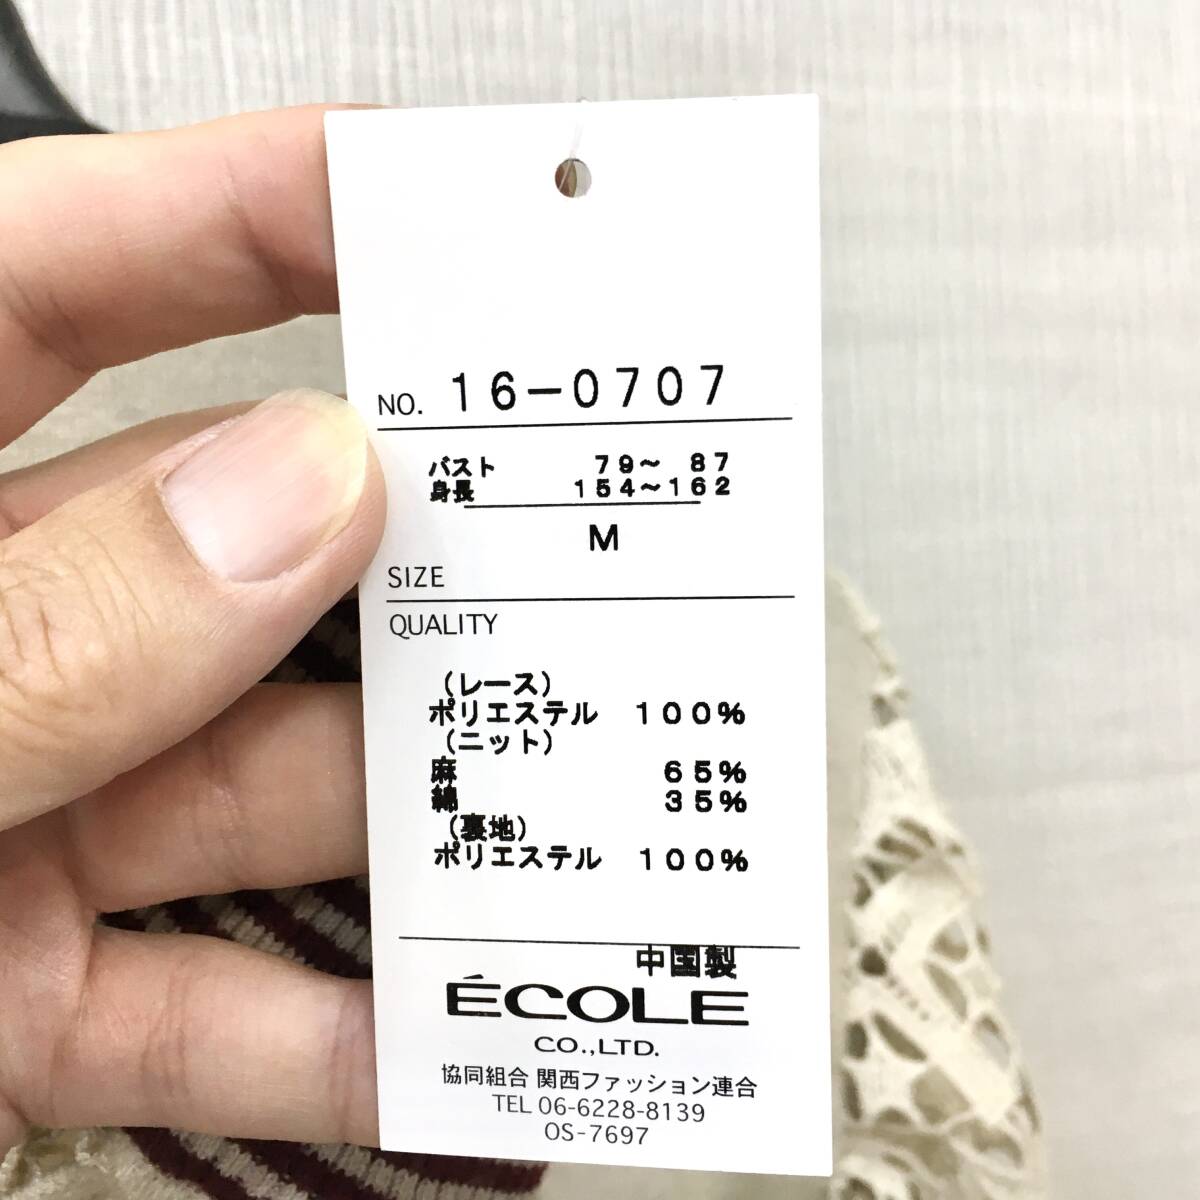 NO. 16-0707
バスト 79～ 87
身長 154～162
M
SIZE
QUALITY
（レース）
ポリエステル 100%
（ニット）
麻 65%
綿 35%
（裏地）
ポリエステル 100%
中国製
ÉCOLE
CO.,LTD.
協同組合 関西ファッション連合
TEL 06-6228-8139
OS-7697